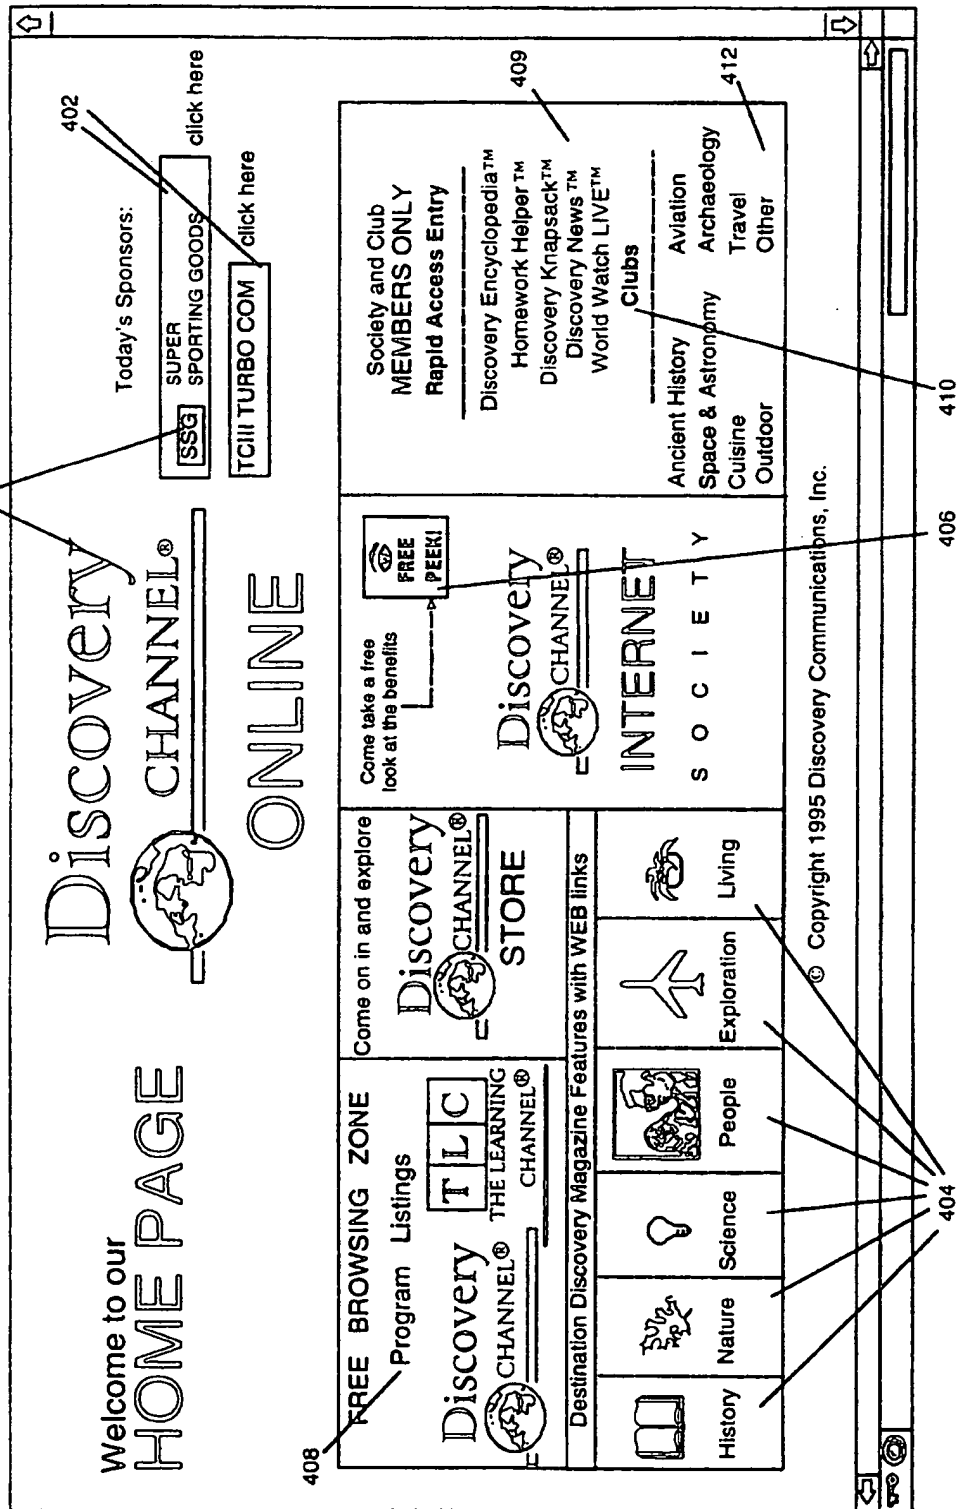 Welcome to our
HOME PAGE
Discovery
CHANNEL®
ONLINE
Today's Sponsors:
SSG
SUPER
SPORTING GOODS
click here
TCIII TURBO COM
click here
402
FREE BROWSING ZONE
Program Listings
408
Discovery
CHANNEL®
T L C
THE LEARNING
CHANNEL®
Come on in and explore
Discovery
CHANNEL®
STORE
Destination Discovery Magazine Features with WEB links
History
Nature
Science
People
Exploration
Living
404
Come take a free
look at the benefits
FREE
PEEK!
Discovery
CHANNEL®
INTERNET
SOCIETY
406
Society and Club
MEMBERS ONLY
Rapid Access Entry
Discovery Encyclopedia™
Homework Helper™
Discovery Knapsack™
Discovery News™
World Watch LIVE™
409
Clubs
410
Ancient History Aviation
Space & Astronomy Archaeology
Cuisine Travel
Outdoor Other
412
© Copyright 1995 Discovery Communications, Inc.